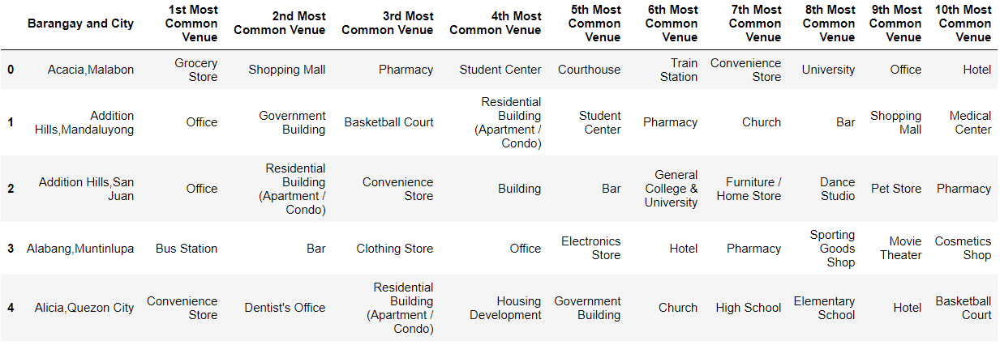 Barangay and City
1st Most
Common
Venue
2nd Most
Common Venue
3rd Most
Common Venue
4th Most
Common Venue
5th Most
Common
Venue
6th Most
Common
Venue
7th Most
Common
Venue
8th Most
Common
Venue
9th Most
Common
Venue
10th Most
Common
Venue
0
Acacia,Malabon
Grocery
Store
Shopping Mall
Pharmacy
Student Center
Courthouse
Train
Station
Convenience
Store
University
Office
Hotel
1
Addition
Hills,Mandaluyong
Office
Government
Building
Basketball Court
Residential
Building
(Apartment /
Condo)
Student
Center
Pharmacy
Church
Bar
Shopping
Mall
Medical
Center
2
Addition Hills,San
Juan
Office
Residential
Building
(Apartment /
Condo)
Convenience
Store
Building
Bar
General
College &
University
Furniture /
Home Store
Dance
Studio
Pet Store
Pharmacy
3
Alabang,Muntinlupa
Bus Station
Bar
Clothing Store
Office
Electronics
Store
Hotel
Pharmacy
Sporting
Goods
Shop
Movie
Theater
Cosmetics
Shop
4
Alicia,Quezon City
Convenience
Store
Dentist's Office
Residential
Building
(Apartment /
Condo)
Housing
Development
Government
Building
Church
High School
Elementary
School
Hotel
Basketball
Court